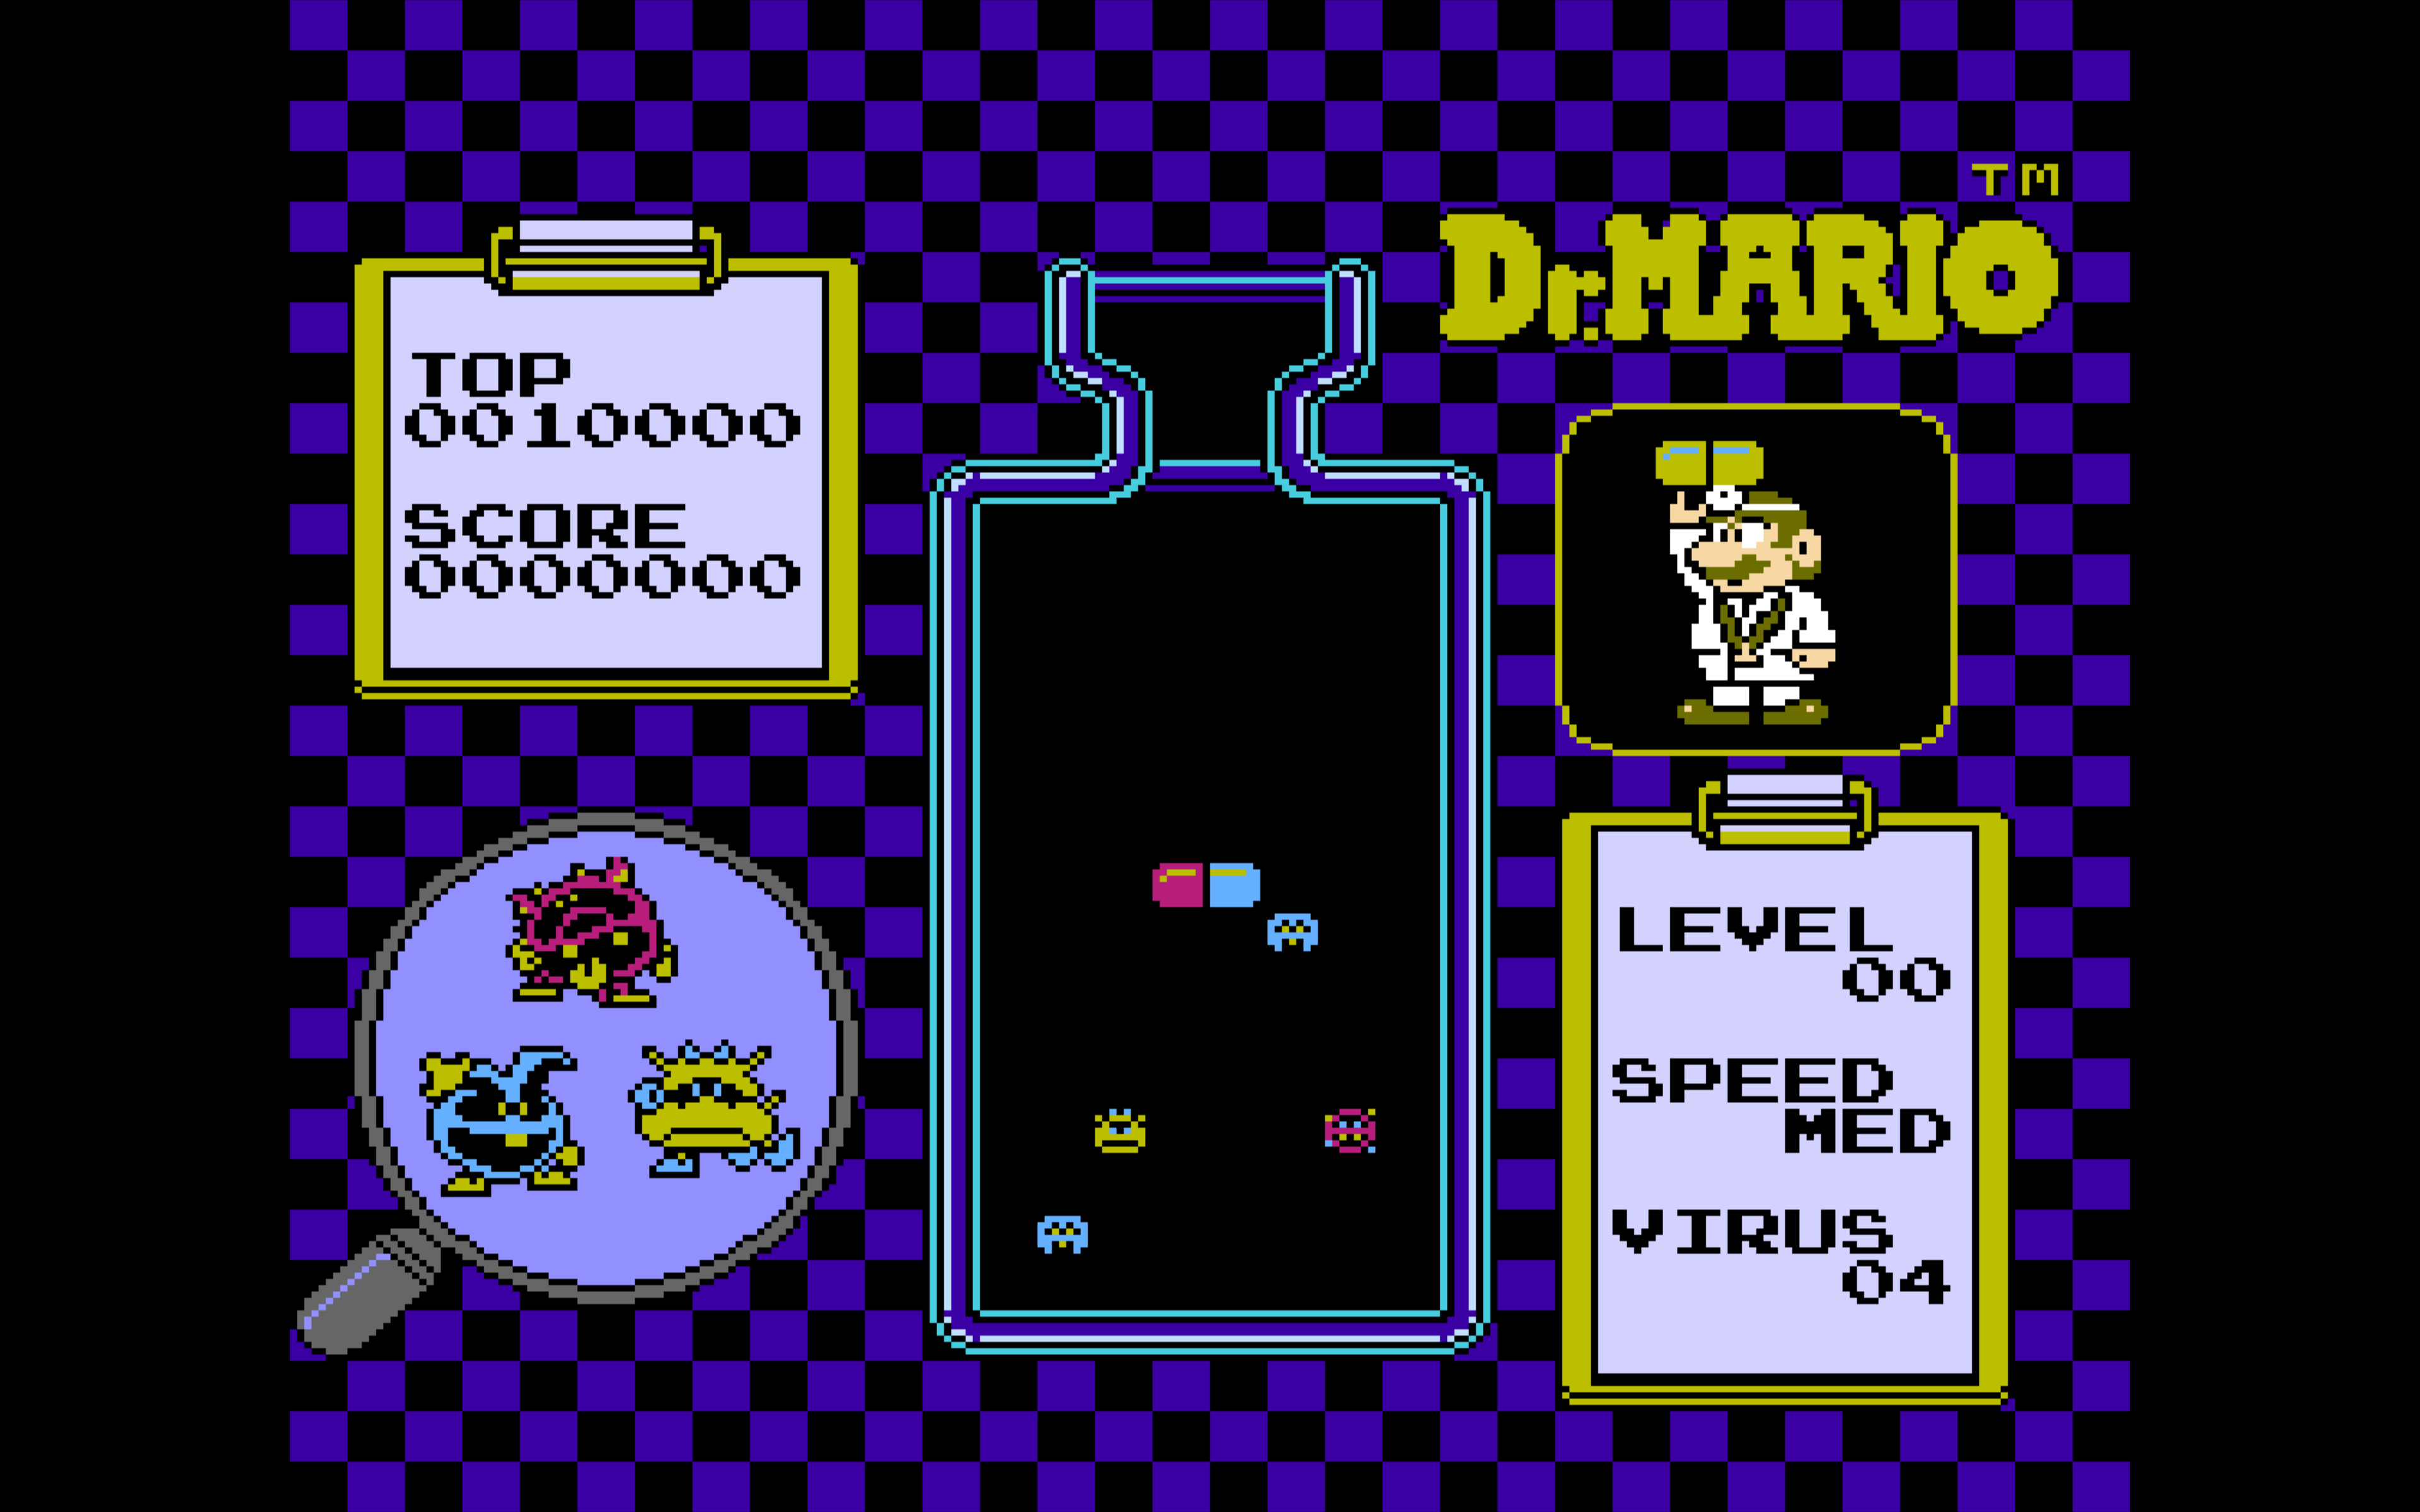 TM
Dr.MARIO
TOP
0010000
SCORE
0000000
LEVEL
00
SPEED
MED
VIRUS
04